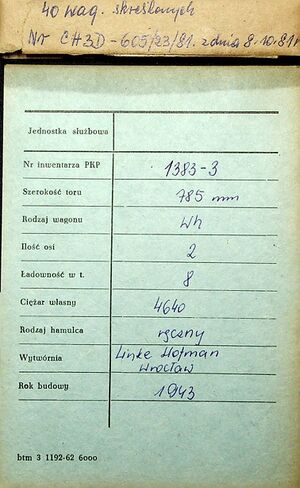 40 wag. skreślonych
Nr CH3D-605/23/81. z dnia 8.10.81r
Jednostka służbowa
Nr inwentarza PKP 1383-3
Szerokość toru 785 mm
Rodzaj wagonu Wh
Ilość osi 2
Ładowność w t. 8
Ciężar własny 4640
Rodzaj hamulca ręczny
Wytwórnia Linke Hofman
Wrocław
Rok budowy 1943
btm 3 1192-62 6000